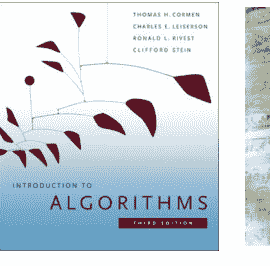 THOMAS H. CORMEN
CHARLES E. LEISERSON
RONALD L. RIVEST
CLIFFORD STEIN
INTRODUCTION TO
ALGORITHMS
THIRD EDITION